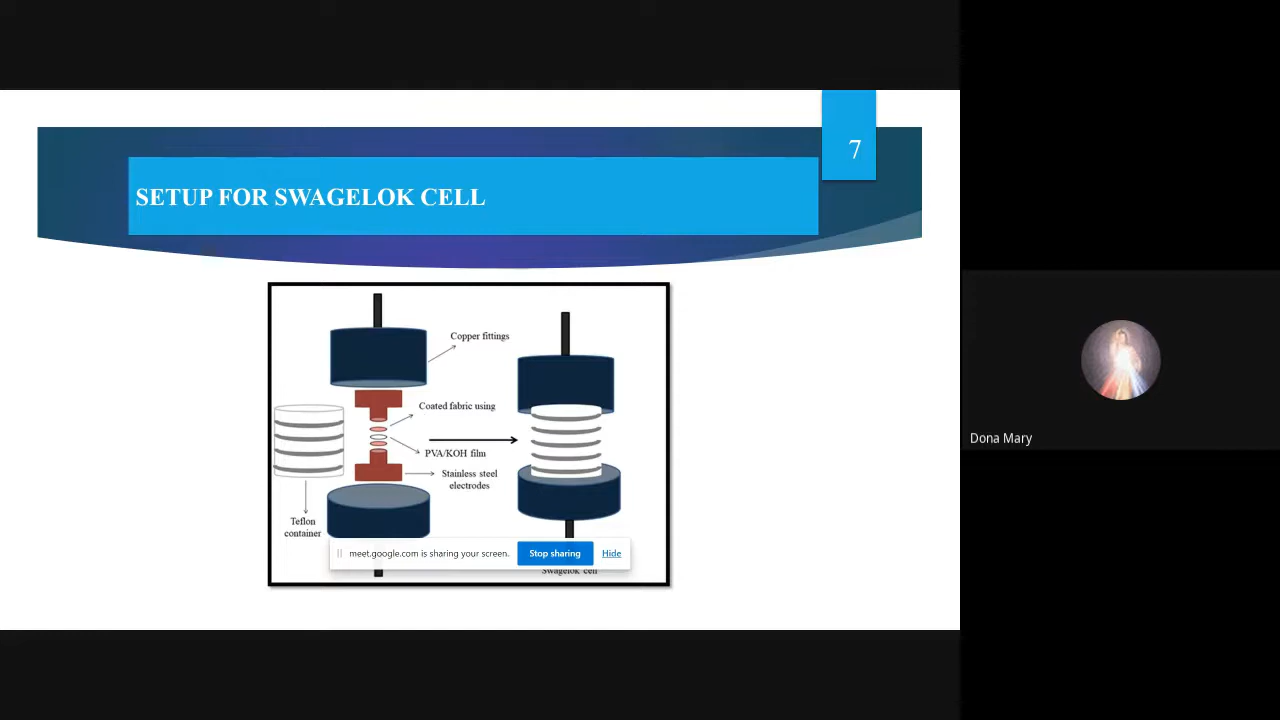 7
SETUP FOR SWAGELOK CELL
Copper fittings
Coated fabric using
PVA/KOH film
Stainless steel
electrodes
Teflon
container
meet.google.com is sharing your screen.
Stop sharing
Hide
Swagelok cell
Dona Mary